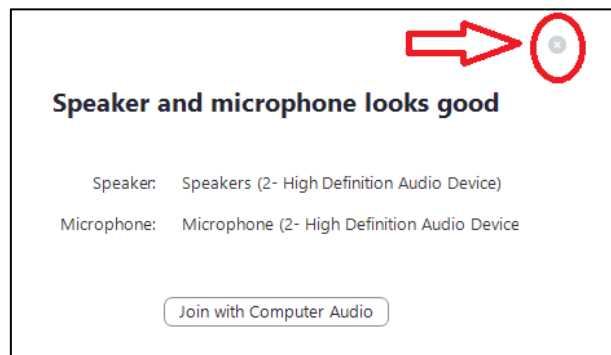 Speaker and microphone looks good
Speaker: Speakers (2- High Definition Audio Device)
Microphone: Microphone (2- High Definition Audio Device
Join with Computer Audio